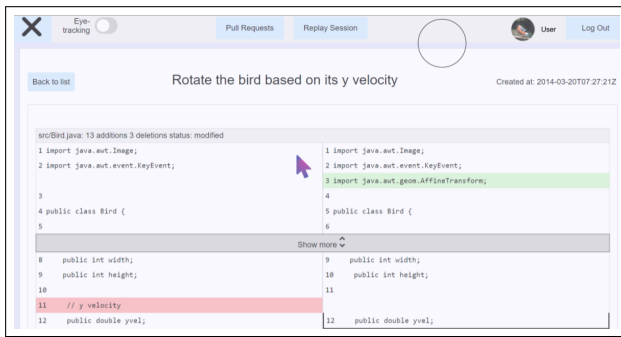 Eye-
tracking
Pull Requests
Replay Session
User
Log Out
Back to list
Rotate the bird based on its y velocity
Created at: 2014-03-20T07:27:21Z
src/Bird.java: 13 additions 3 deletions status: modified
1 import java.awt.Image;
1 import java.awt.Image;
2 import java.awt.event.KeyEvent;
2 import java.awt.event.KeyEvent;
3 import java.awt.geom.AffineTransform;
3
4
4 public class Bird {
5 public class Bird {
5
6
Show more
8 public int width;
9 public int width;
9 public int height;
10 public int height;
10
11
11 // y velocity
12 public double yvel;
12 public double yvel;